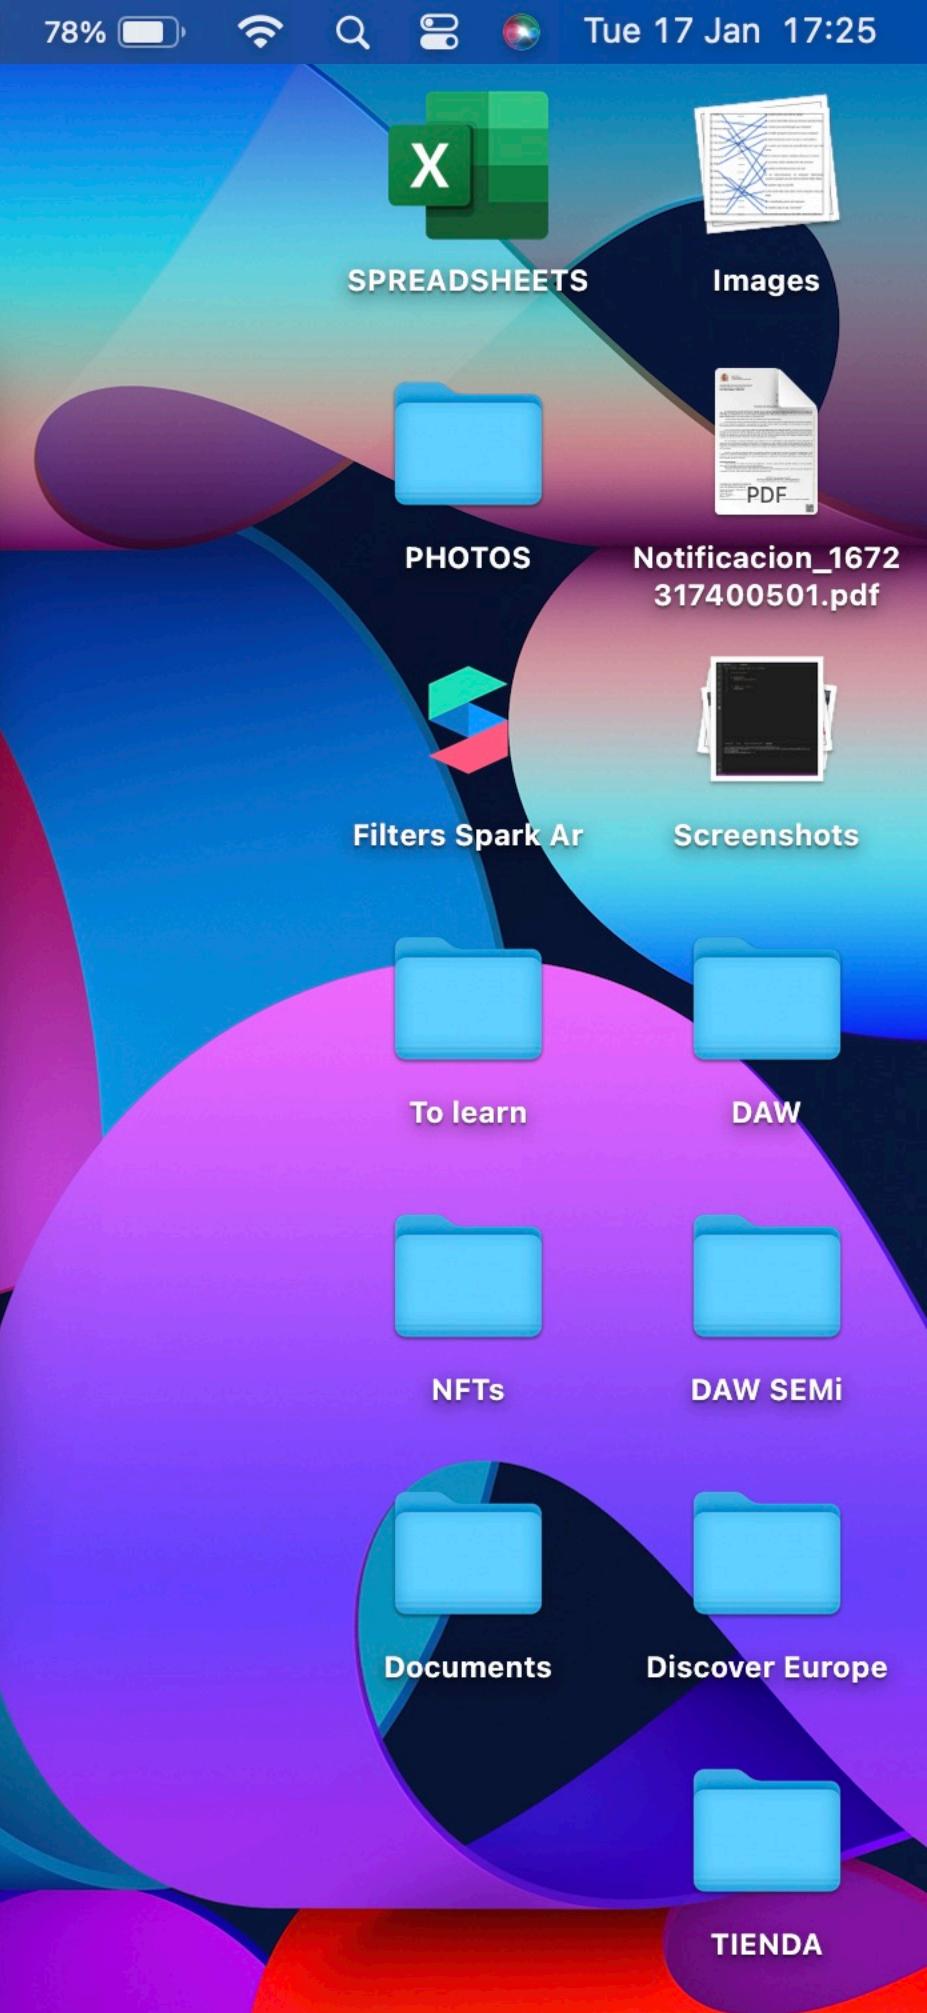 78% Tue 17 Jan 17:25
X
SPREADSHEETS
Images
PHOTOS
PDF
Notificacion_1672
317400501.pdf
Filters Spark Ar
Screenshots
To learn
DAW
NFTs
DAW SEMi
Documents
Discover Europe
TIENDA